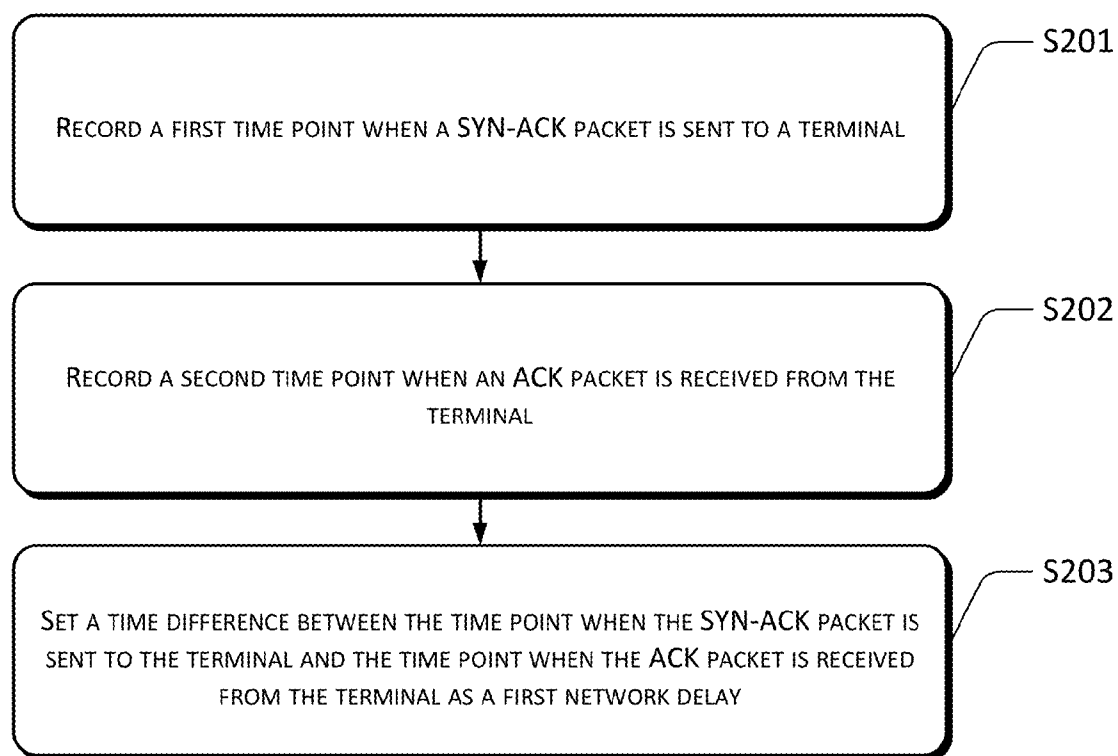 S201
RECORD A FIRST TIME POINT WHEN A SYN-ACK PACKET IS SENT TO A TERMINAL
S202
RECORD A SECOND TIME POINT WHEN AN ACK PACKET IS RECEIVED FROM THE
TERMINAL
S203
SET A TIME DIFFERENCE BETWEEN THE TIME POINT WHEN THE SYN-ACK PACKET IS
SENT TO THE TERMINAL AND THE TIME POINT WHEN THE ACK PACKET IS RECEIVED
FROM THE TERMINAL AS A FIRST NETWORK DELAY